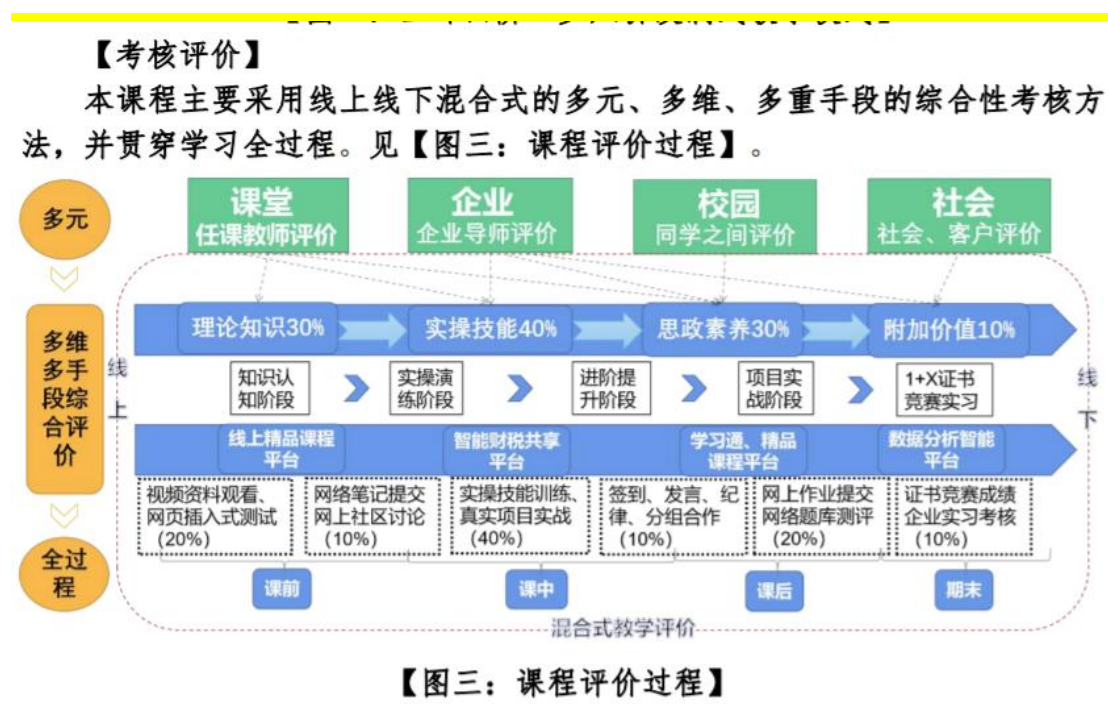 【考核评价】
本课程主要采用线上线下混合式的多元、多维、多重手段的综合性考核方
法，并贯穿学习全过程。见【图三：课程评价过程】。
多元
课堂
任课教师评价
企业
企业导师评价
校园
同学之间评价
社会
社会、客户评价
多维
多手
段综
合评
价
线
上
理论知识30%
实操技能40%
思政素养30%
附加价值10%
知识认
知阶段
实操演
练阶段
进阶提
升阶段
项目实
战阶段
1+X证书
竞赛实习
线
下
线上精品课程
平台
智能财税共享
平台
学习通、精品
课程平台
数据分析智能
平台
视频资料观看、
网页插入式测试
（20%）
网络笔记提交
网上社区讨论
（10%）
实操技能训练、
真实项目实战
（40%）
签到、发言、纪
律、分组合作
（10%）
网上作业提交
网络题库测评
（20%）
证书竞赛成绩
企业实习考核
（10%）
全过
程
课前
课中
课后
期末
混合式教学评价
【图三：课程评价过程】